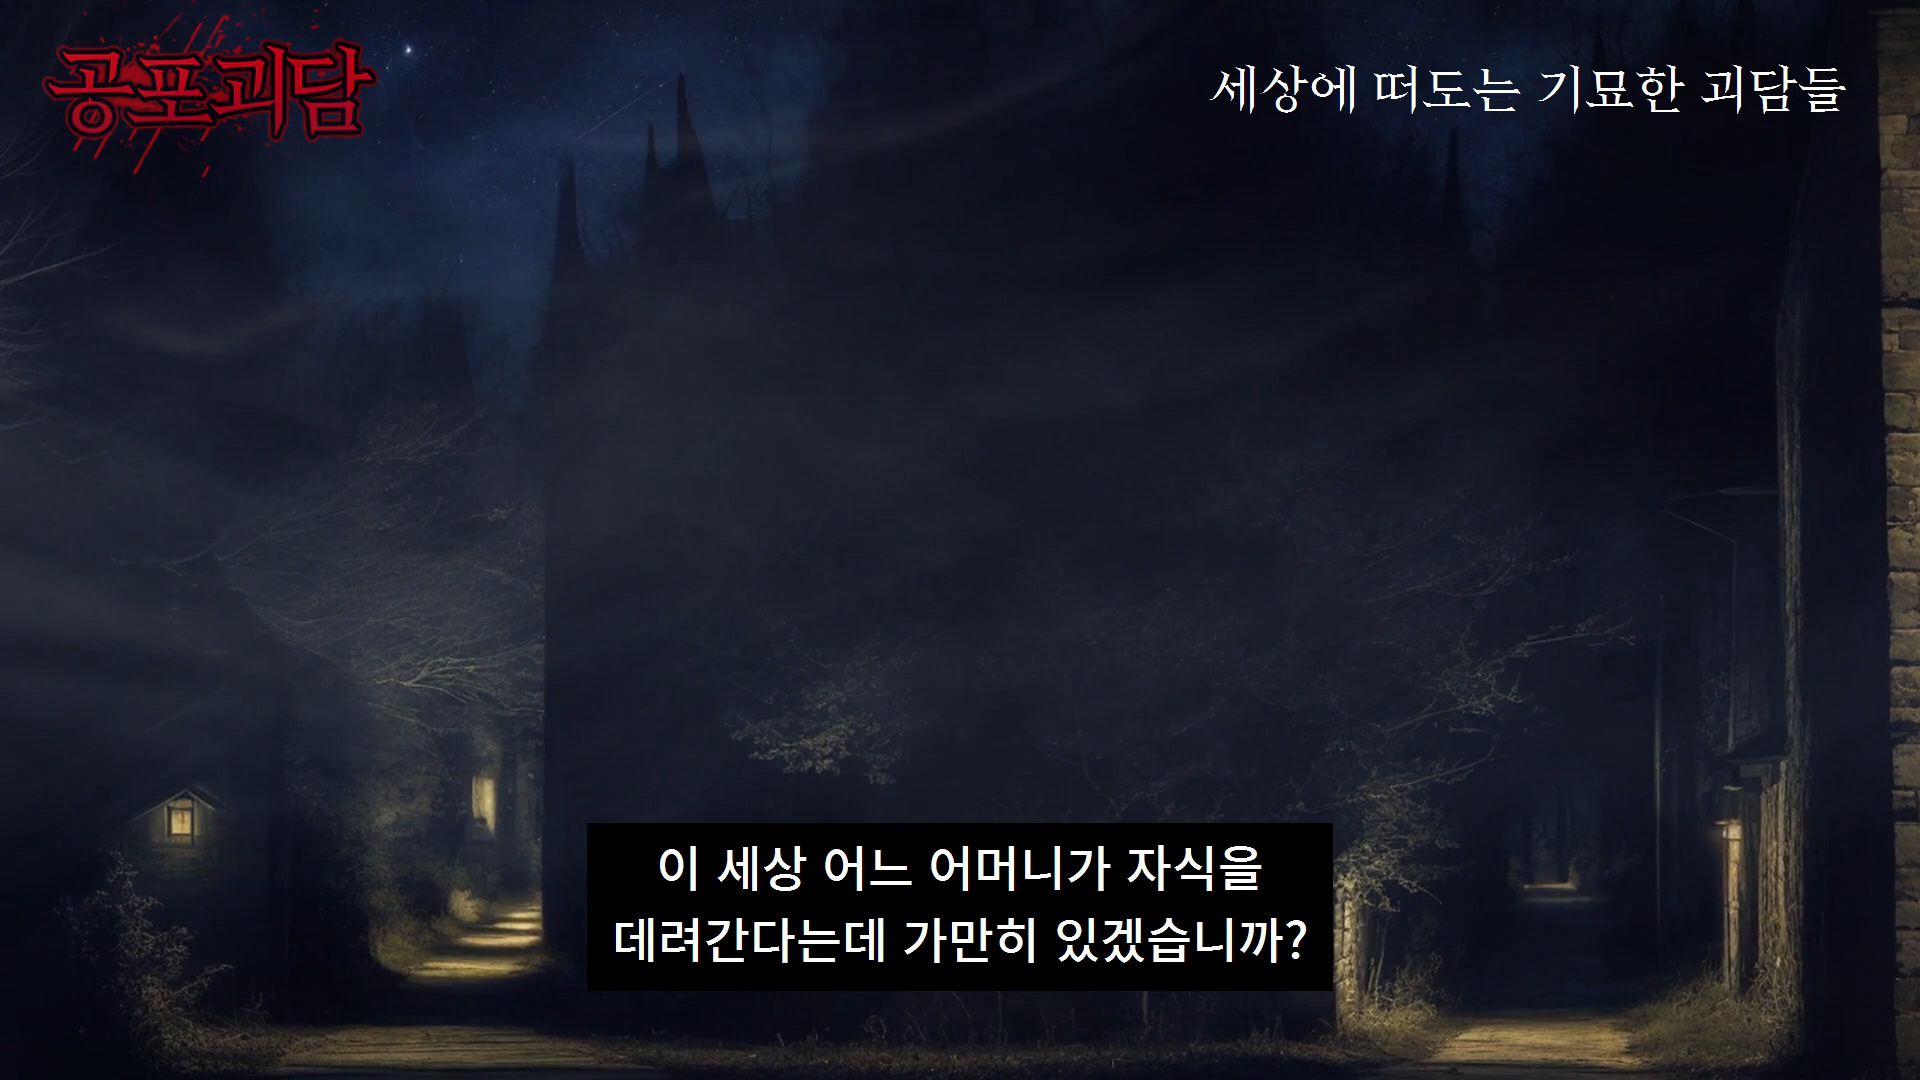 공포괴담
세상에 떠도는 기묘한 괴담들
이 세상 어느 어머니가 자식을
데려간다는데 가만히 있겠습니까?